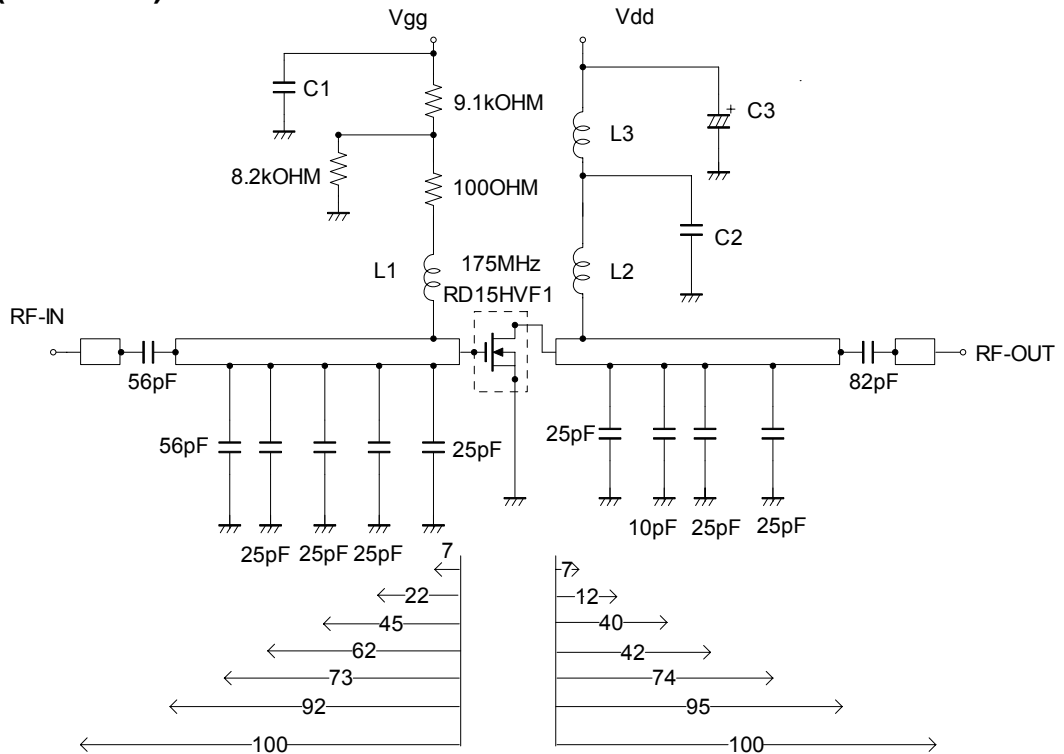 Vgg
Vdd
C1
9.1kOHM
C3
+
L3
8.2kOHM
100OHM
C2
L1
175MHz
L2
RD15HVF1
RF-IN
RF-OUT
56pF
82pF
56pF
25pF
25pF
25pF
25pF
25pF
10pF
25pF
25pF
7
7
22
12
45
40
62
42
73
74
92
95
100
100